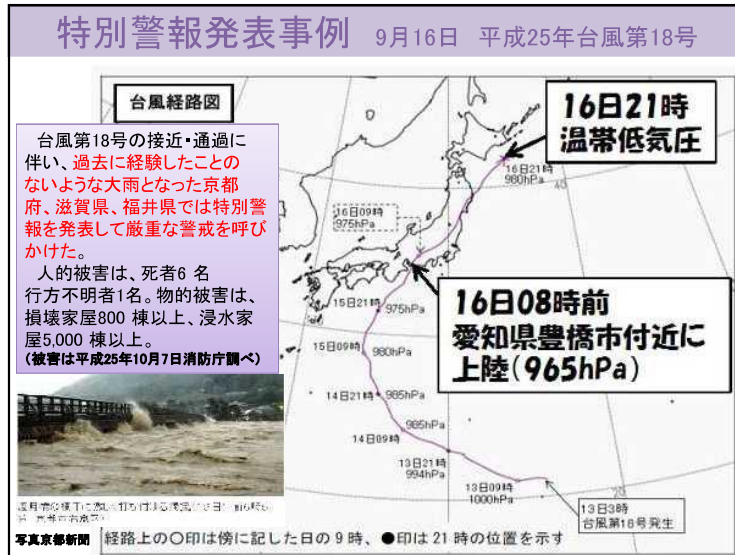 特別警報発表事例 9月16日 平成25年台風第18号
台風経路図
台風第18号の接近・通過に
伴い、過去に経験したことの
ないような大雨となった京都
府、滋賀県、福井県では特別警
報を発表して厳重な警戒を呼び
かけた。
人的被害は、死者6 名
行方不明者1名。物的被害は、
損壊家屋800 棟以上、浸水家
屋5,000 棟以上。
(被害は平成25年10月7日消防庁調べ)
16日21時
温帯低気圧
16日21時
980hPa
40
16日09時
975hPa
16日08時前
愛知県豊橋市付近に
上陸(965hPa)
15日21時
975hPa
15日09時
980hPa
14日21時
985hPa
985hPa
14日09時
13日21時
994hPa
13日09時
1000hPa
20
13日3時
台風第18号発生
写真京都新聞
経路上の○印は傍に記した日の9時、●印は21時の位置を示す